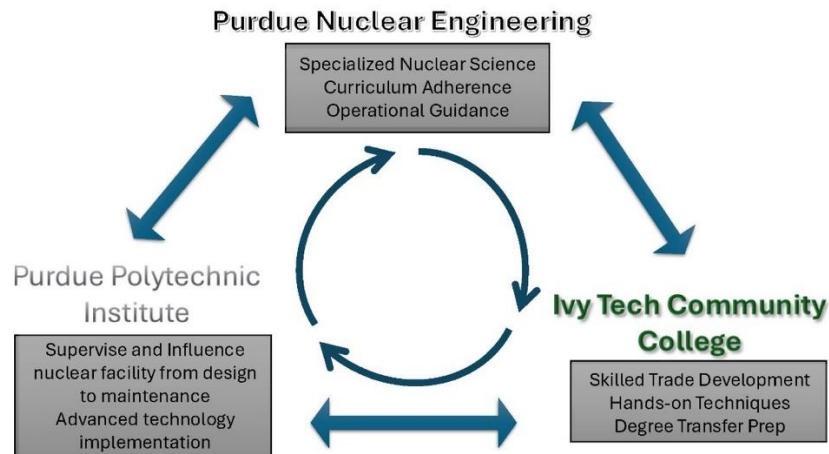 Purdue Nuclear Engineering
Specialized Nuclear Science
Curriculum Adherence
Operational Guidance
Purdue Polytechnic
Institute
Supervise and Influence
nuclear facility from design
to maintenance
Advanced technology
implementation
Ivy Tech Community
College
Skilled Trade Development
Hands-on Techniques
Degree Transfer Prep